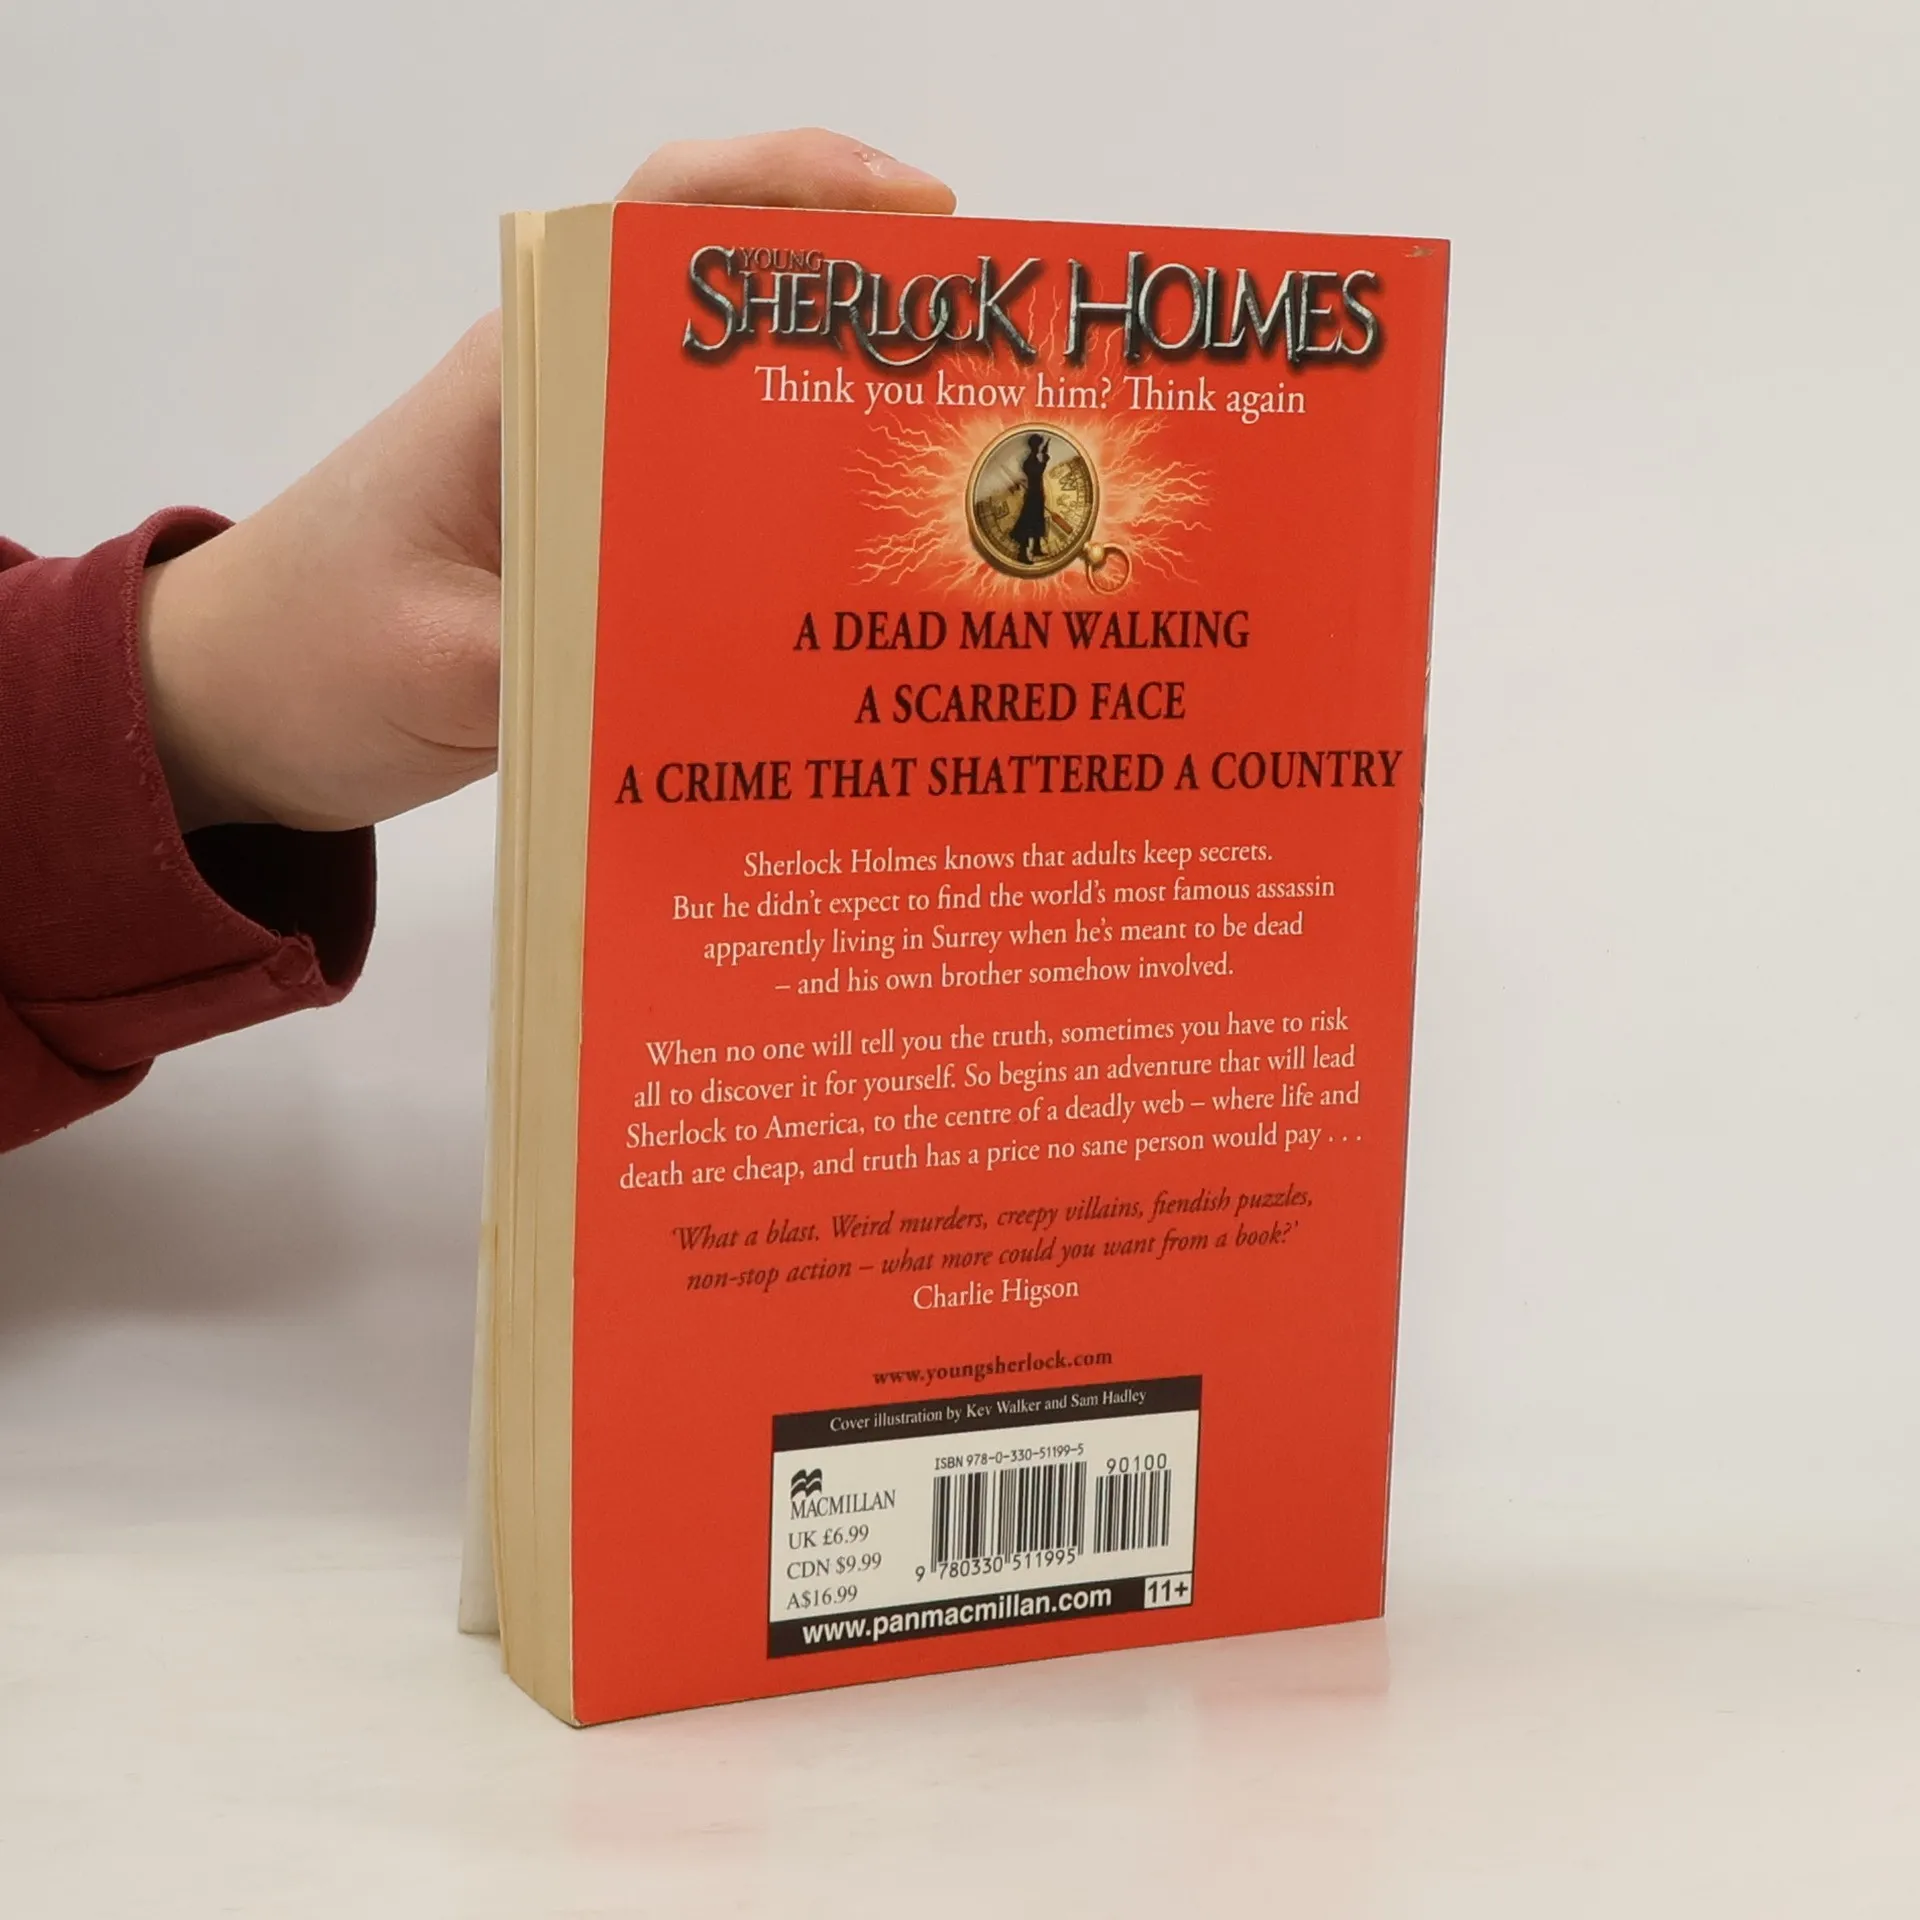 YOUNG
SHERLOCK HOLMES
Think you know him? Think again
A DEAD MAN WALKING
A SCARRED FACE
A CRIME THAT SHATTERED A COUNTRY
Sherlock Holmes knows that adults keep secrets.
But he didn't expect to find the world's most famous assassin
apparently living in Surrey when he's meant to be dead
– and his own brother somehow involved.
When no one will tell you the truth, sometimes you have to risk
all to discover it for yourself. So begins an adventure that will lead
Sherlock to America, to the centre of a deadly web – where life and
death are cheap, and truth has a price no sane person would pay . . .
'What a blast. Weird murders, creepy villains, fiendish puzzles,
non-stop action – what more could you want from a book?'
Charlie Higson
www.youngsherlock.com
Cover illustration by Kev Walker and Sam Hadley
ISBN 978-0-330-51199-5
90100
MACMILLAN
UK £6.99
CDN $9.99
A$16.99
9 780330 511995
www.panmacmillan.com
11+